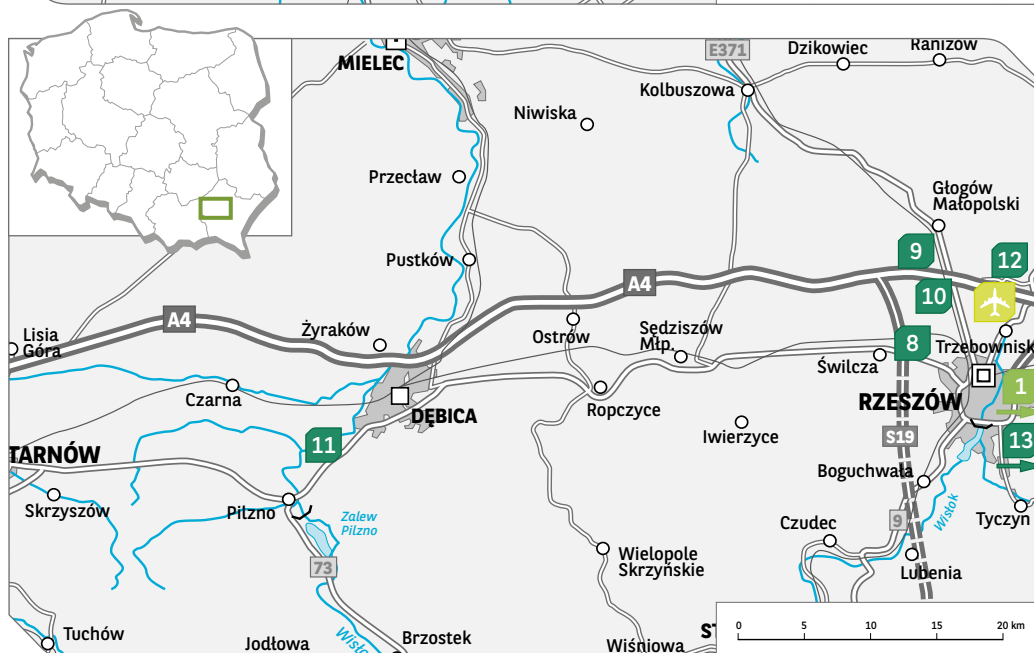 E371
Dzikowiec
Raniżów
MIELEC
Kolbuszowa
Niwiska
Przecław
Głogów
Małopolski
Pustków
9
12
A4
10
A4
Lisia
Góra
Żyraków
Ostrów
Sędziszów
Młp.
8
Trzebownisk
Świlcza
Czarna
Ropczyce
RZESZÓW
1
DĘBICA
Iwierzyce
11
S19
13
TARNÓW
Boguchwała
Skrzyszów
Pilzno
Zalew
Pilzno
Czudec
9
Wisłok
Tyczyn
Wielopole
Skrzyńskie
73
Lubenia
Tuchów
Jodłowa
Brzostek
Wiśniowa
0 5 10 15 20 km